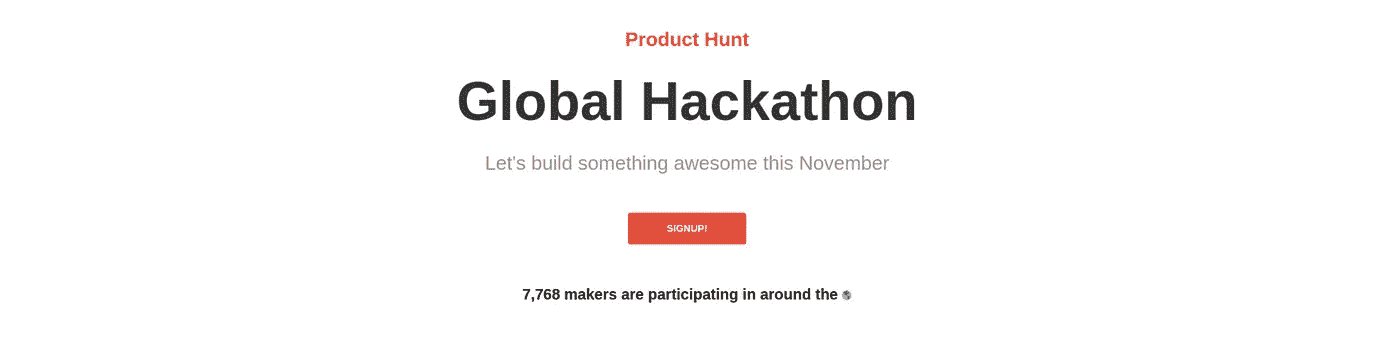 Product Hunt
Global Hackathon
Let's build something awesome this November
SIGNUP!
7,768 makers are participating in around the